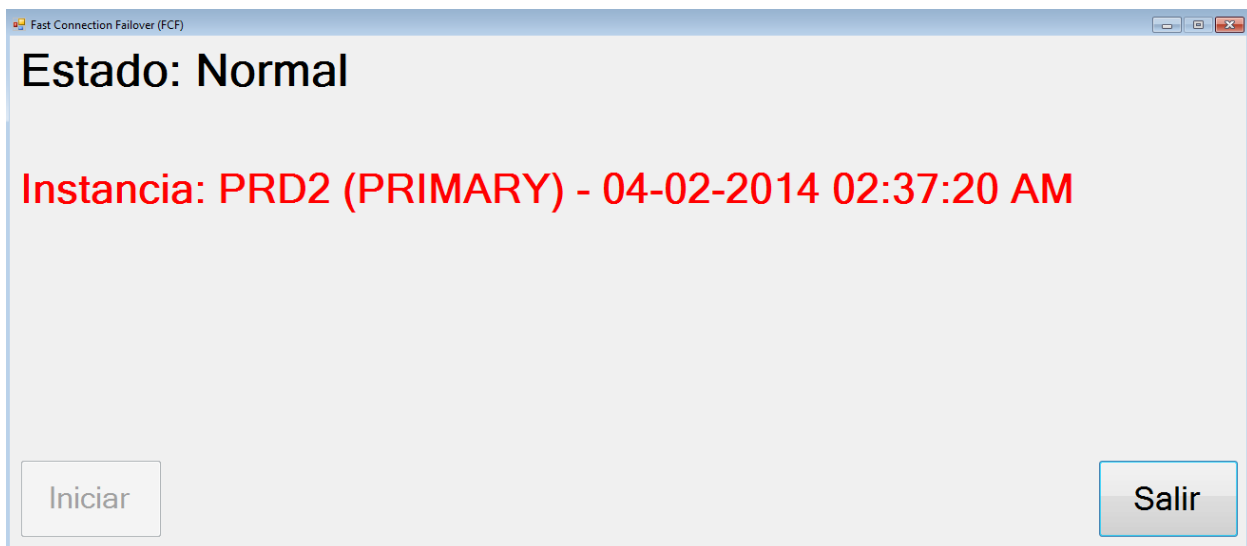 Fast Connection Failover (FCF)
Estado: Normal
Instancia: PRD2 (PRIMARY) - 04-02-2014 02:37:20 AM
Iniciar
Salir